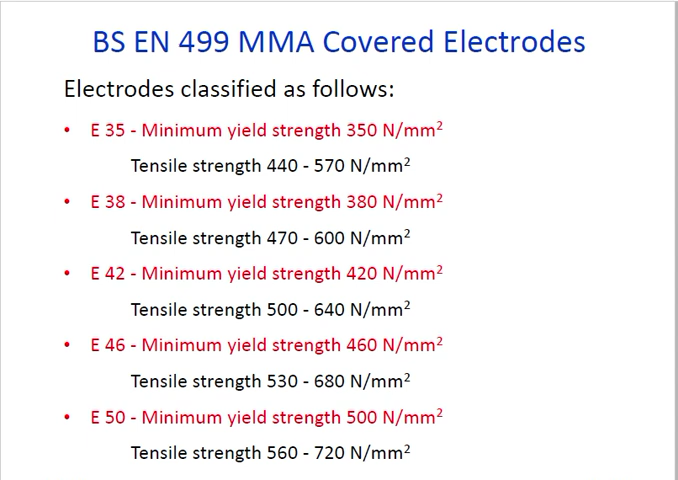 BS EN 499 MMA Covered Electrodes
Electrodes classified as follows:
• E 35 - Minimum yield strength 350 N/mm²
Tensile strength 440 - 570 N/mm²
• E 38 - Minimum yield strength 380 N/mm²
Tensile strength 470 - 600 N/mm²
• E 42 - Minimum yield strength 420 N/mm²
Tensile strength 500 - 640 N/mm²
• E 46 - Minimum yield strength 460 N/mm²
Tensile strength 530 - 680 N/mm²
• E 50 - Minimum yield strength 500 N/mm²
Tensile strength 560 - 720 N/mm²